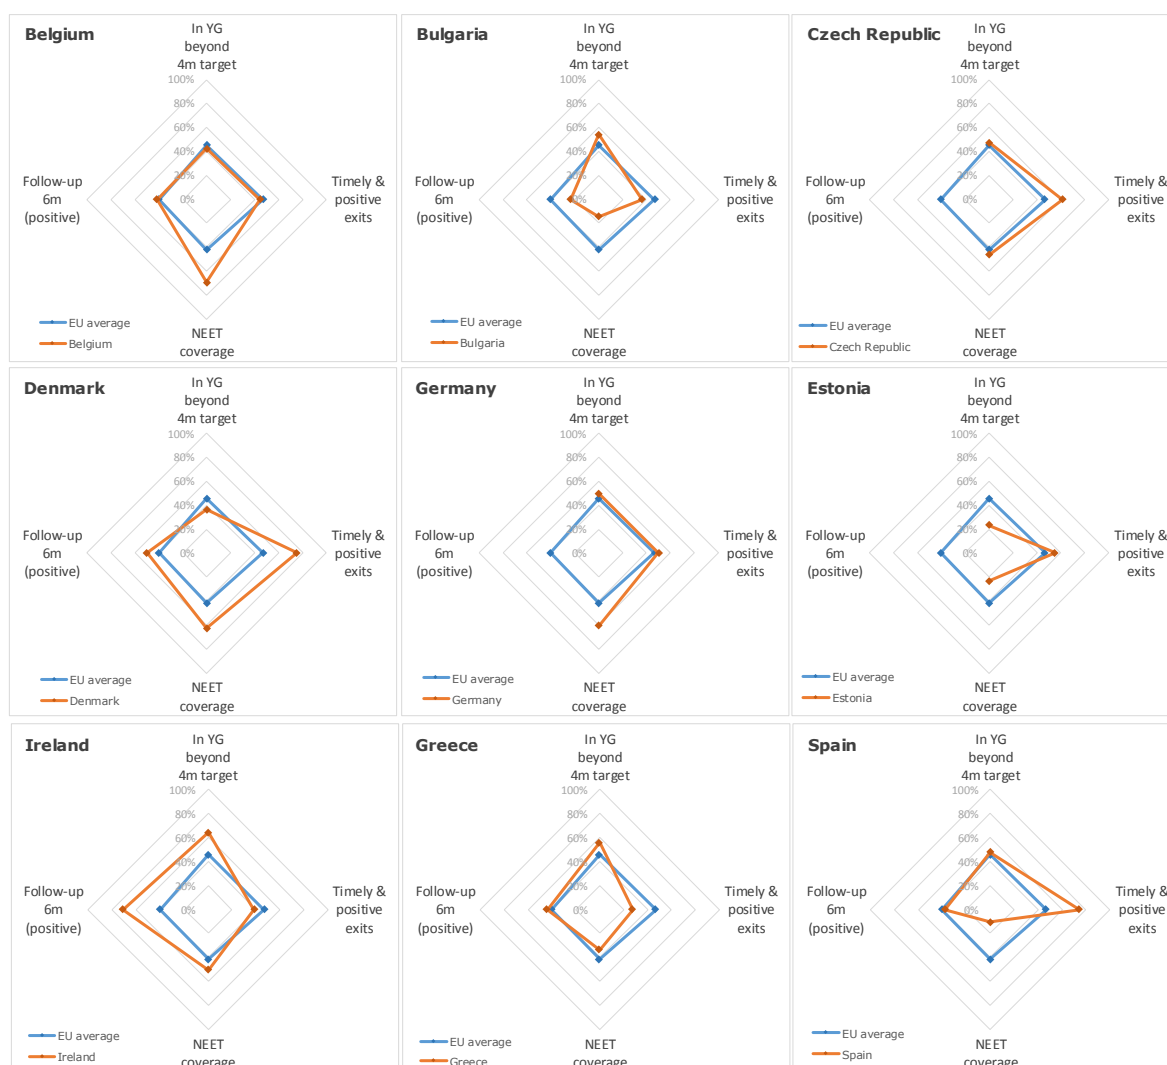 Belgium
In YG
beyond
4m target
100%
80%
60%
40%
20%
0%
Follow-up
6m
(positive)
Timely &
positive
exits
EU average
Belgium
NEET
coverage
Bulgaria
In YG
beyond
4m target
100%
80%
60%
40%
20%
0%
Follow-up
6m
(positive)
Timely &
positive
exits
EU average
Bulgaria
NEET
coverage
Czech Republic
In YG
beyond
4m target
100%
80%
60%
40%
20%
0%
Follow-up
6m
(positive)
Timely &
positive
exits
EU average
Czech Republic
NEET
coverage
Denmark
In YG
beyond
4m target
100%
80%
60%
40%
20%
0%
Follow-up
6m
(positive)
Timely &
positive
exits
EU average
Denmark
NEET
coverage
Germany
In YG
beyond
4m target
100%
80%
60%
40%
20%
0%
Follow-up
6m
(positive)
Timely &
positive
exits
EU average
Germany
NEET
coverage
Estonia
In YG
beyond
4m target
100%
80%
60%
40%
20%
0%
Follow-up
6m
(positive)
Timely &
positive
exits
EU average
Estonia
NEET
coverage
Ireland
In YG
beyond
4m target
100%
80%
60%
40%
20%
0%
Follow-up
6m
(positive)
Timely &
positive
exits
EU average
Ireland
NEET
coverage
Greece
In YG
beyond
4m target
100%
80%
60%
40%
20%
0%
Follow-up
6m
(positive)
Timely &
positive
exits
EU average
Greece
NEET
coverage
Spain
In YG
beyond
4m target
100%
80%
60%
40%
20%
0%
Follow-up
6m
(positive)
Timely &
positive
exits
EU average
Spain
NEET
coverage